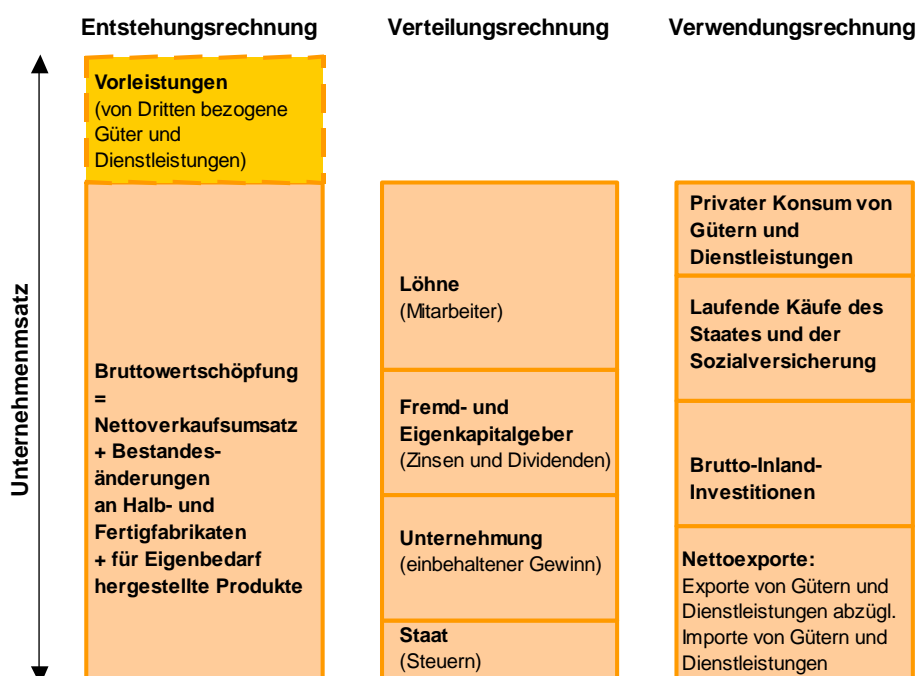 Entstehungsrechnung
Verteilungsrechnung
Verwendungsrechnung
Unternehmensatz
Vorleistungen
(von Dritten bezogene
Güter und
Dienstleistungen)
Bruttowertschöpfung
=
Nettoverkaufsumsatz
+ Bestandes-
änderungen
an Halb- und
Fertigfabrikaten
+ für Eigenbedarf
hergestellte Produkte
Löhne
(Mitarbeiter)
Fremd- und
Eigenkapitalgeber
(Zinsen und Dividenden)
Unternehmung
(einbehaltener Gewinn)
Staat
(Steuern)
Privater Konsum von
Gütern und
Dienstleistungen
Laufende Käufe des
Staates und der
Sozialversicherung
Brutto-Inland-
Investitionen
Nettoexporte:
Exporte von Gütern und
Dienstleistungen abzügl.
Importe von Gütern und
Dienstleistungen